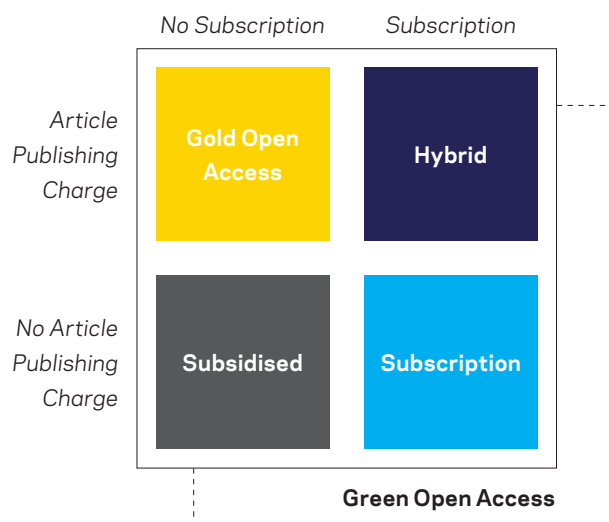 No Subscription
Subscription
Article
Publishing
Charge
Gold Open
Access
Hybrid
No Article
Publishing
Charge
Subsidised
Subscription
Green Open Access